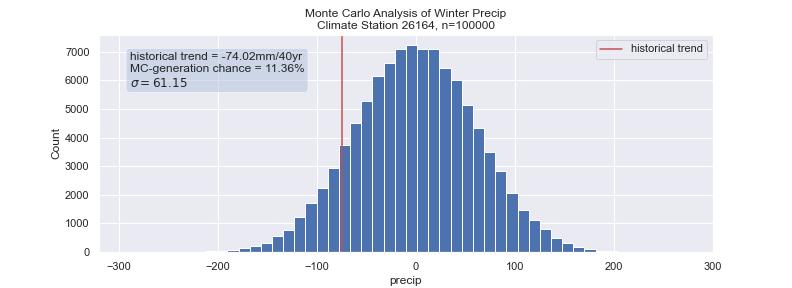 Monte Carlo Analysis of Winter Precip
Climate Station 26164, n=100000
historical trend = -74.02mm/40yr
MC-generation chance = 11.36%
σ = 61.15
historical trend
7000
6000
5000
4000
3000
2000
1000
0
Count
−300
−200
−100
0
100
200
300
precip